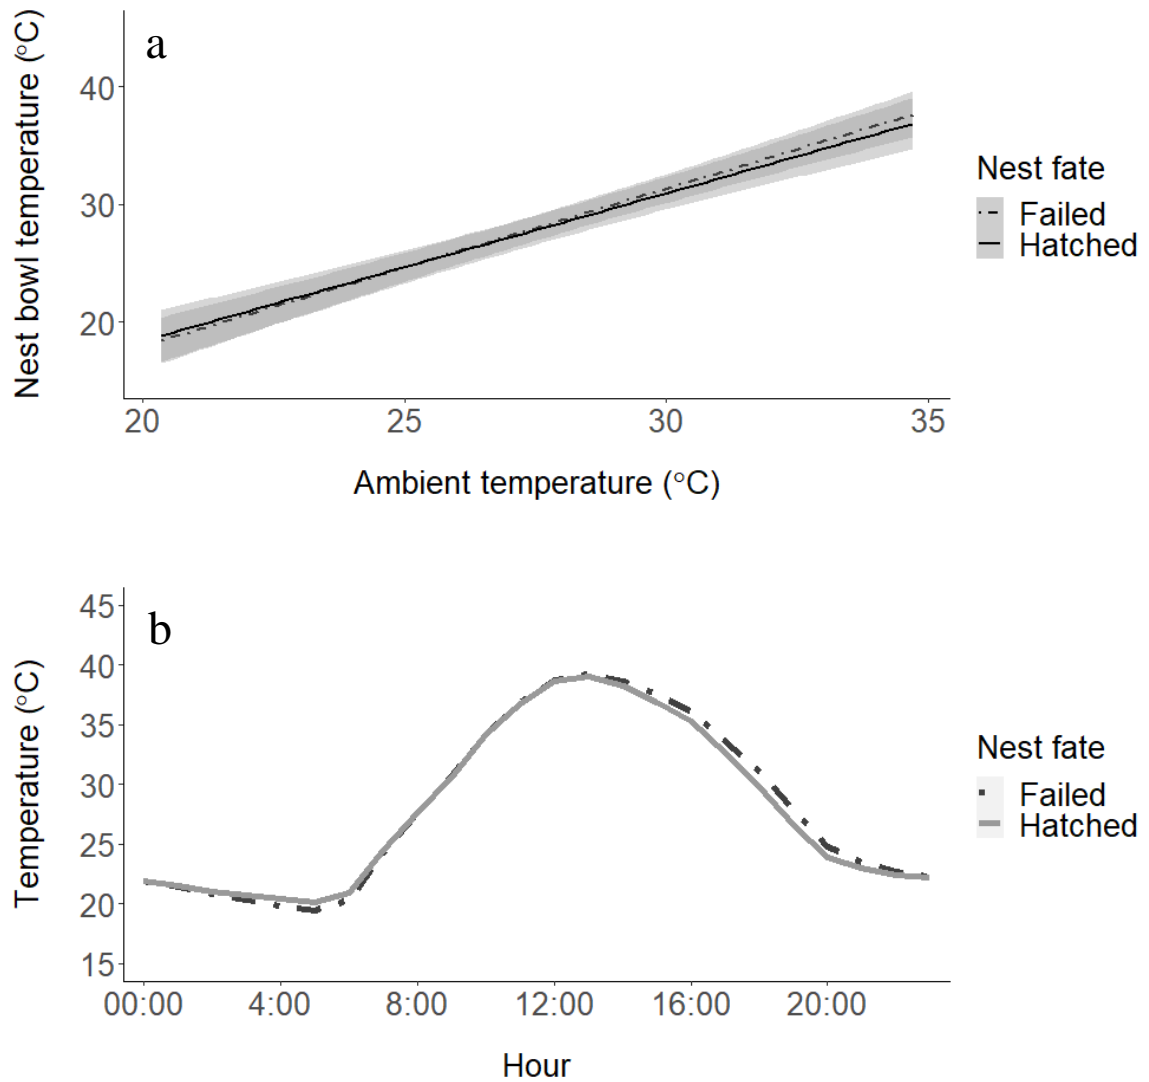 a
Nest bowl temperature (°C)
40
30
20
20 25 30 35
Ambient temperature (°C)
Nest fate
Failed
Hatched
b
Temperature (°C)
45
40
35
30
25
20
15
00:00 4:00 8:00 12:00 16:00 20:00
Hour
Nest fate
Failed
Hatched